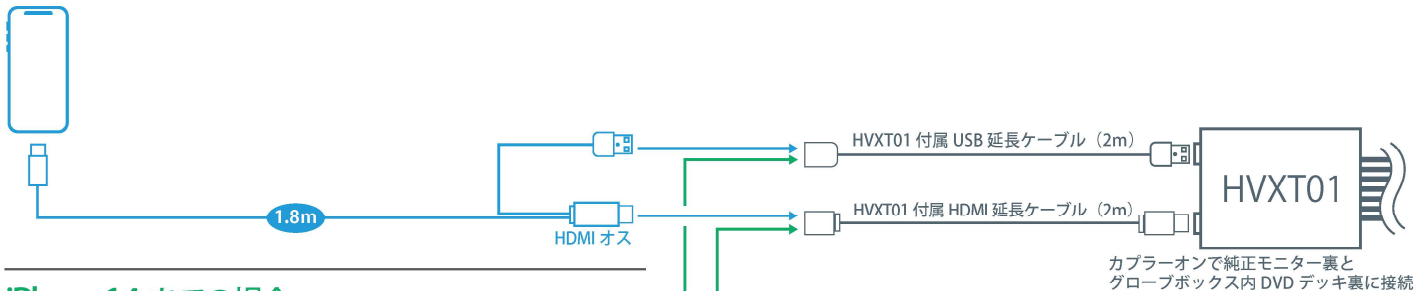 HVXT01 付属 USB 延長ケーブル（2m）
HVXT01
1.8m
HVXT01 付属 HDMI 延長ケーブル（2m）
HDMI オス
カプラーオンで純正モニター裏と
グローブボックス内 DVD デッキ裏に接続